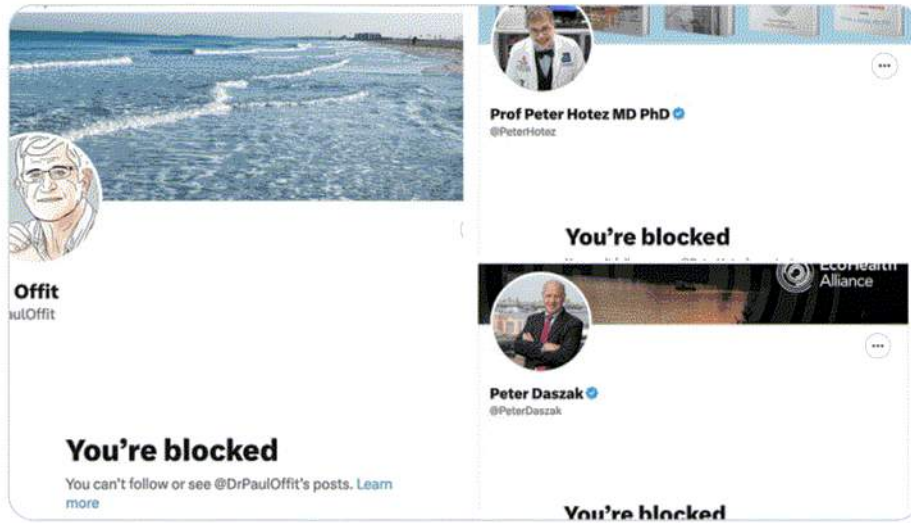 Offit
aulOffit
You're blocked
You can't follow or see @DrPaulOffit's posts. Learn
more
Prof Peter Hotez MD PhD
@PeterHotez
You're blocked
EcoHealth
Alliance
Peter Daszak
@PeterDaszak
You're blocked